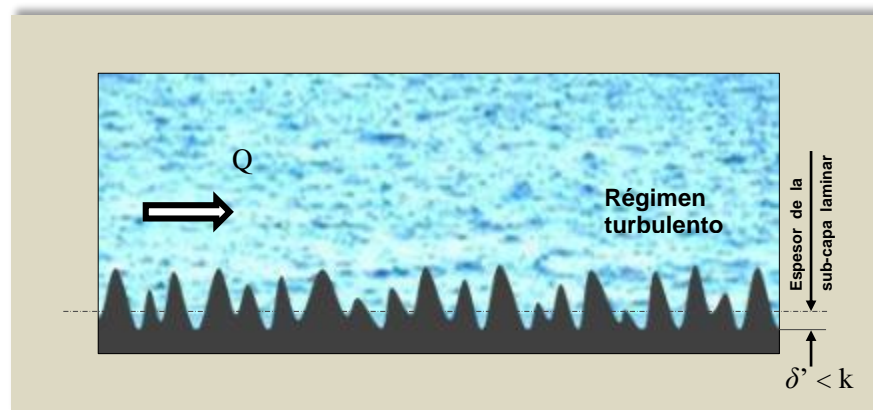 Q
Régimen
turbulento
Espesor de la
sub-capa laminar
δ’ < k